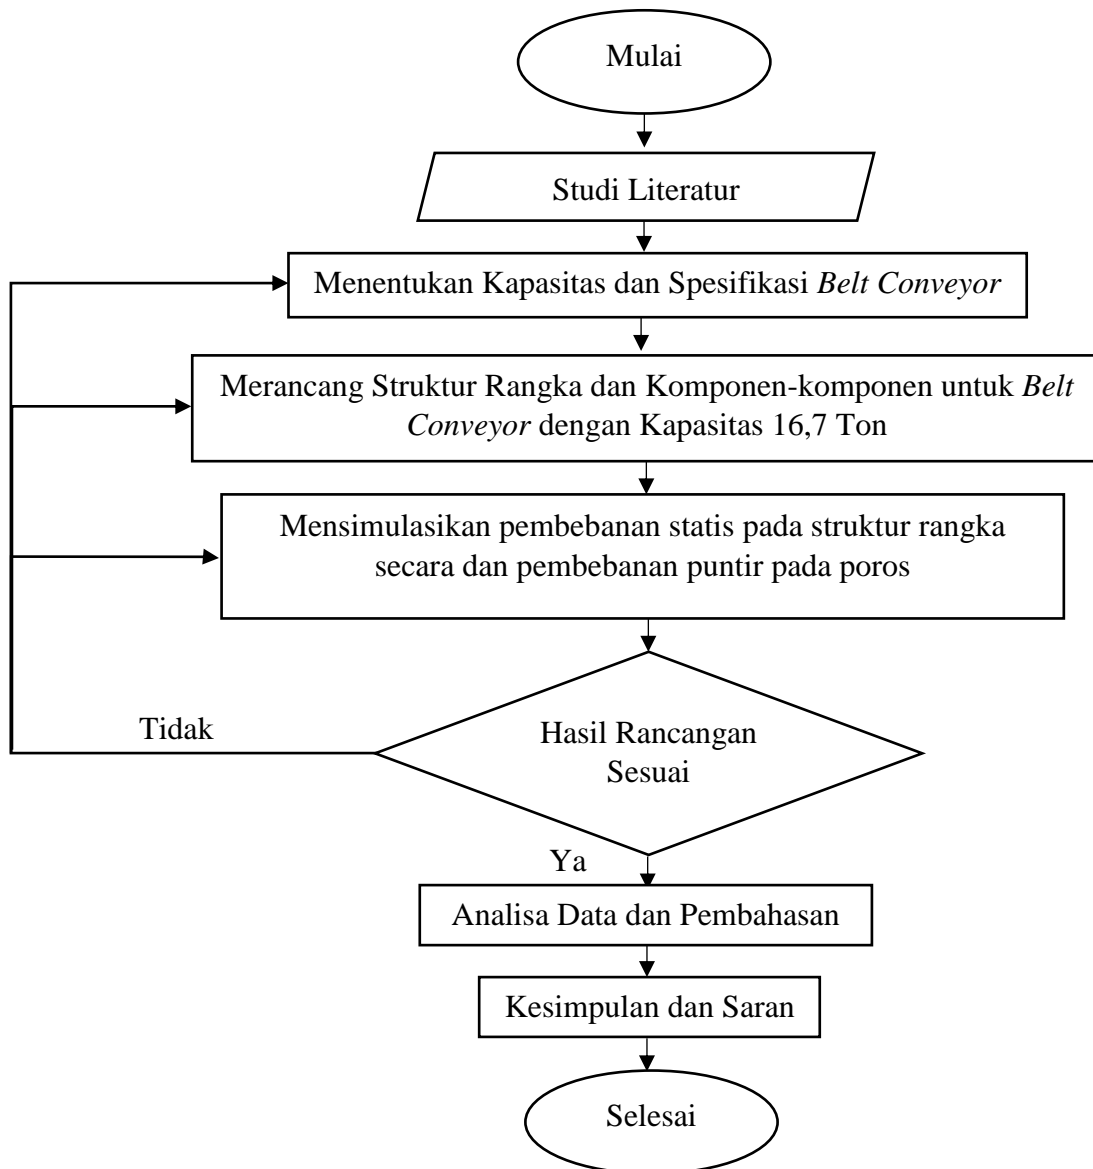 Mulai
Studi Literatur
Menentukan Kapasitas dan Spesifikasi Belt Conveyor
Merancang Struktur Rangka dan Komponen-komponen untuk Belt
Conveyor dengan Kapasitas 16,7 Ton
Mensimulasikan pembebanan statis pada struktur rangka
secara dan pembebanan puntir pada poros
Tidak
Hasil Rancangan
Sesuai
Ya
Analisa Data dan Pembahasan
Kesimpulan dan Saran
Selesai